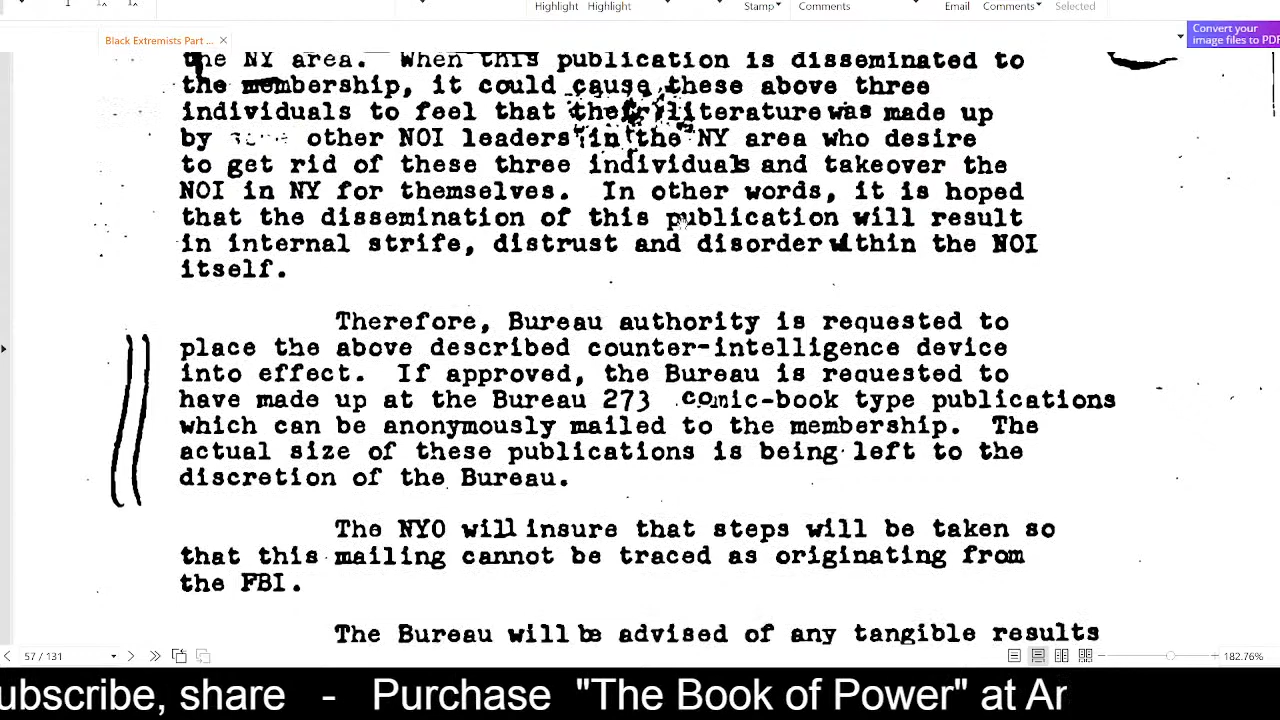 Highlight Highlight Stamp Comments Email Comments Selected
Convert your
image files to PDF
Black Extremists Part ... ×
the NY area. When this publication is disseminated to
the membership, it could cause these above three
individuals to feel that their literature was made up
by other NOI leaders in the NY area who desire
to get rid of these three individuals and takeover the
NOI in NY for themselves. In other words, it is hoped
that the dissemination of this publication will result
in internal strife, distrust and disorder within the NOI
itself.
Therefore, Bureau authority is requested to
place the above described counter-intelligence device
into effect. If approved, the Bureau is requested to
have made up at the Bureau 273 comic-book type publications
which can be anonymously mailed to the membership. The
actual size of these publications is being left to the
discretion of the Bureau.
The NYO will insure that steps will be taken so
that this mailing cannot be traced as originating from
the FBI.
The Bureau will be advised of any tangible results
57 / 131 182.76%
ubscribe, share - Purchase "The Book of Power" at Ar